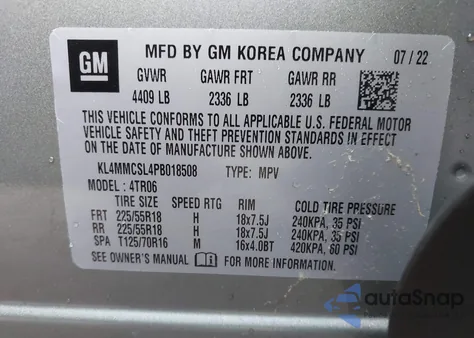 GM MFD BY GM KOREA COMPANY 07/22
GVWR GAWR FRT GAWR RR
4409 LB 2336 LB 2336 LB
THIS VEHICLE CONFORMS TO ALL APPLICABLE U.S. FEDERAL MOTOR
VEHICLE SAFETY AND THEFT PREVENTION STANDARDS IN EFFECT
ON THE DATE OF MANUFACTURE SHOWN ABOVE.
KL4MMCSL4PB018508 TYPE: MPV
MODEL: 4TR06
TIRE SIZE SPEED RTG RIM COLD TIRE PRESSURE
FRT 225/55R18 H 18x7.5J 240KPA, 35 PSI
RR 225/55R18 H 18x7.5J 240KPA, 35 PSI
SPA T125/70R16 M 16x4.0BT 420KPA, 60 PSI
SEE OWNER'S MANUAL FOR MORE INFORMATION.
autoSnap